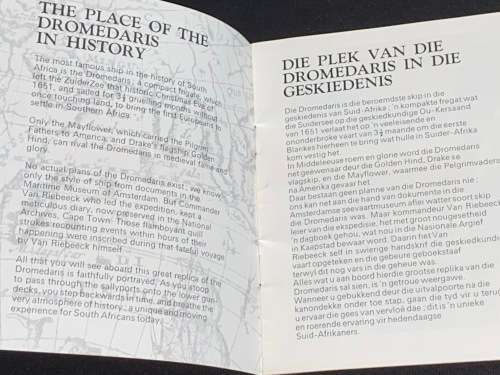 THE PLACE OF THE
DROMEDARIS
IN HISTORY
The most famous ship in the history of South
Africa is the Dromedaris, a compact frigate which
left the ZuiderZee that historic Christmas Eve of
1651, and sailed for 3½ gruelling months without
once touching land, to bring the first Europeans to
settle in Southern Africa.
Only the Mayflower, which carried the Pilgrim
Fathers to America, and Drake's flagship Golden
Hind, can rival the Dromedaris in medieval fame and
glory.
No actual plans of the Dromedaris exist; we know
only the style of ship from documents in the
Maritime Museum of Amsterdam. But Commander
Van Riebeeck who led the expedition, kept a
meticulous diary, now preserved in the National
Archives, Cape Town. Those flamboyant quill
strokes recounting events within hours of their
happening were inscribed during that fateful voyage
by Van Riebeeck himself.
All that you will see aboard this great replica of the
Dromedaris is faithfully portrayed. As you stoop
to pass through the sallyports onto the lower gun-
decks, you step backwards in time, and breathe the
very atmosphere of history: a unique and moving
experience for South Africans today.
DIE PLEK VAN DIE
DROMEDARIS IN DIE
GESKIEDENIS
Die Dromedaris is die beroemdste skip in die
geskiedenis van Suid-Afrika; 'n kompakte fregat wat
die Suidersee op die geskiedkundige Ou-Kersaand
van 1651 verlaat het op 'n veeleisende en
ononderbroke vaart van 3½ maande om die eerste
Blankes hierheen te bring wat hulle in Suider-Afrika
kom vestig het.
In Middeleeuse roem en glorie word die Dromedaris
net geëwenaar deur die Golden Hind, Drake se
vlagskip, en die Mayflower, waarmee die Pelgrimvaders
na Amerika gevaar het.
Daar bestaan geen planne van die Dromedaris nie;
ons kan net aan die hand van dokumente in die
Amsterdamse seevaartmuseum aflei watter soort skip
die Dromedaris was. Maar kommandeur Van Riebeeck,
leier van die ekspedisie, het met groot nougesetheid
'n dagboek gehou, wat nou in die Nasionale Argief
in Kaapstad bewaar word. Daarin het Van
Riebeeck self in swierige handskrif die geskiedkundige
vaart opgeteken en die gebeure geboekstaaf
terwyl dit nog vars in die geheue was.
Alles wat u aan boord hierdie grootse replika van die
Dromedaris sal sien, is 'n getroue weergawe.
Wanneer u gebukkend deur die uitvalpoorte na die
kanondekke onder toe stap, gaan die tyd vir u terug
u ervaar die gees van vervloë dae; dit is 'n unieke
en roerende ervaring vir hedendaagse
Suid-Afrikaners.